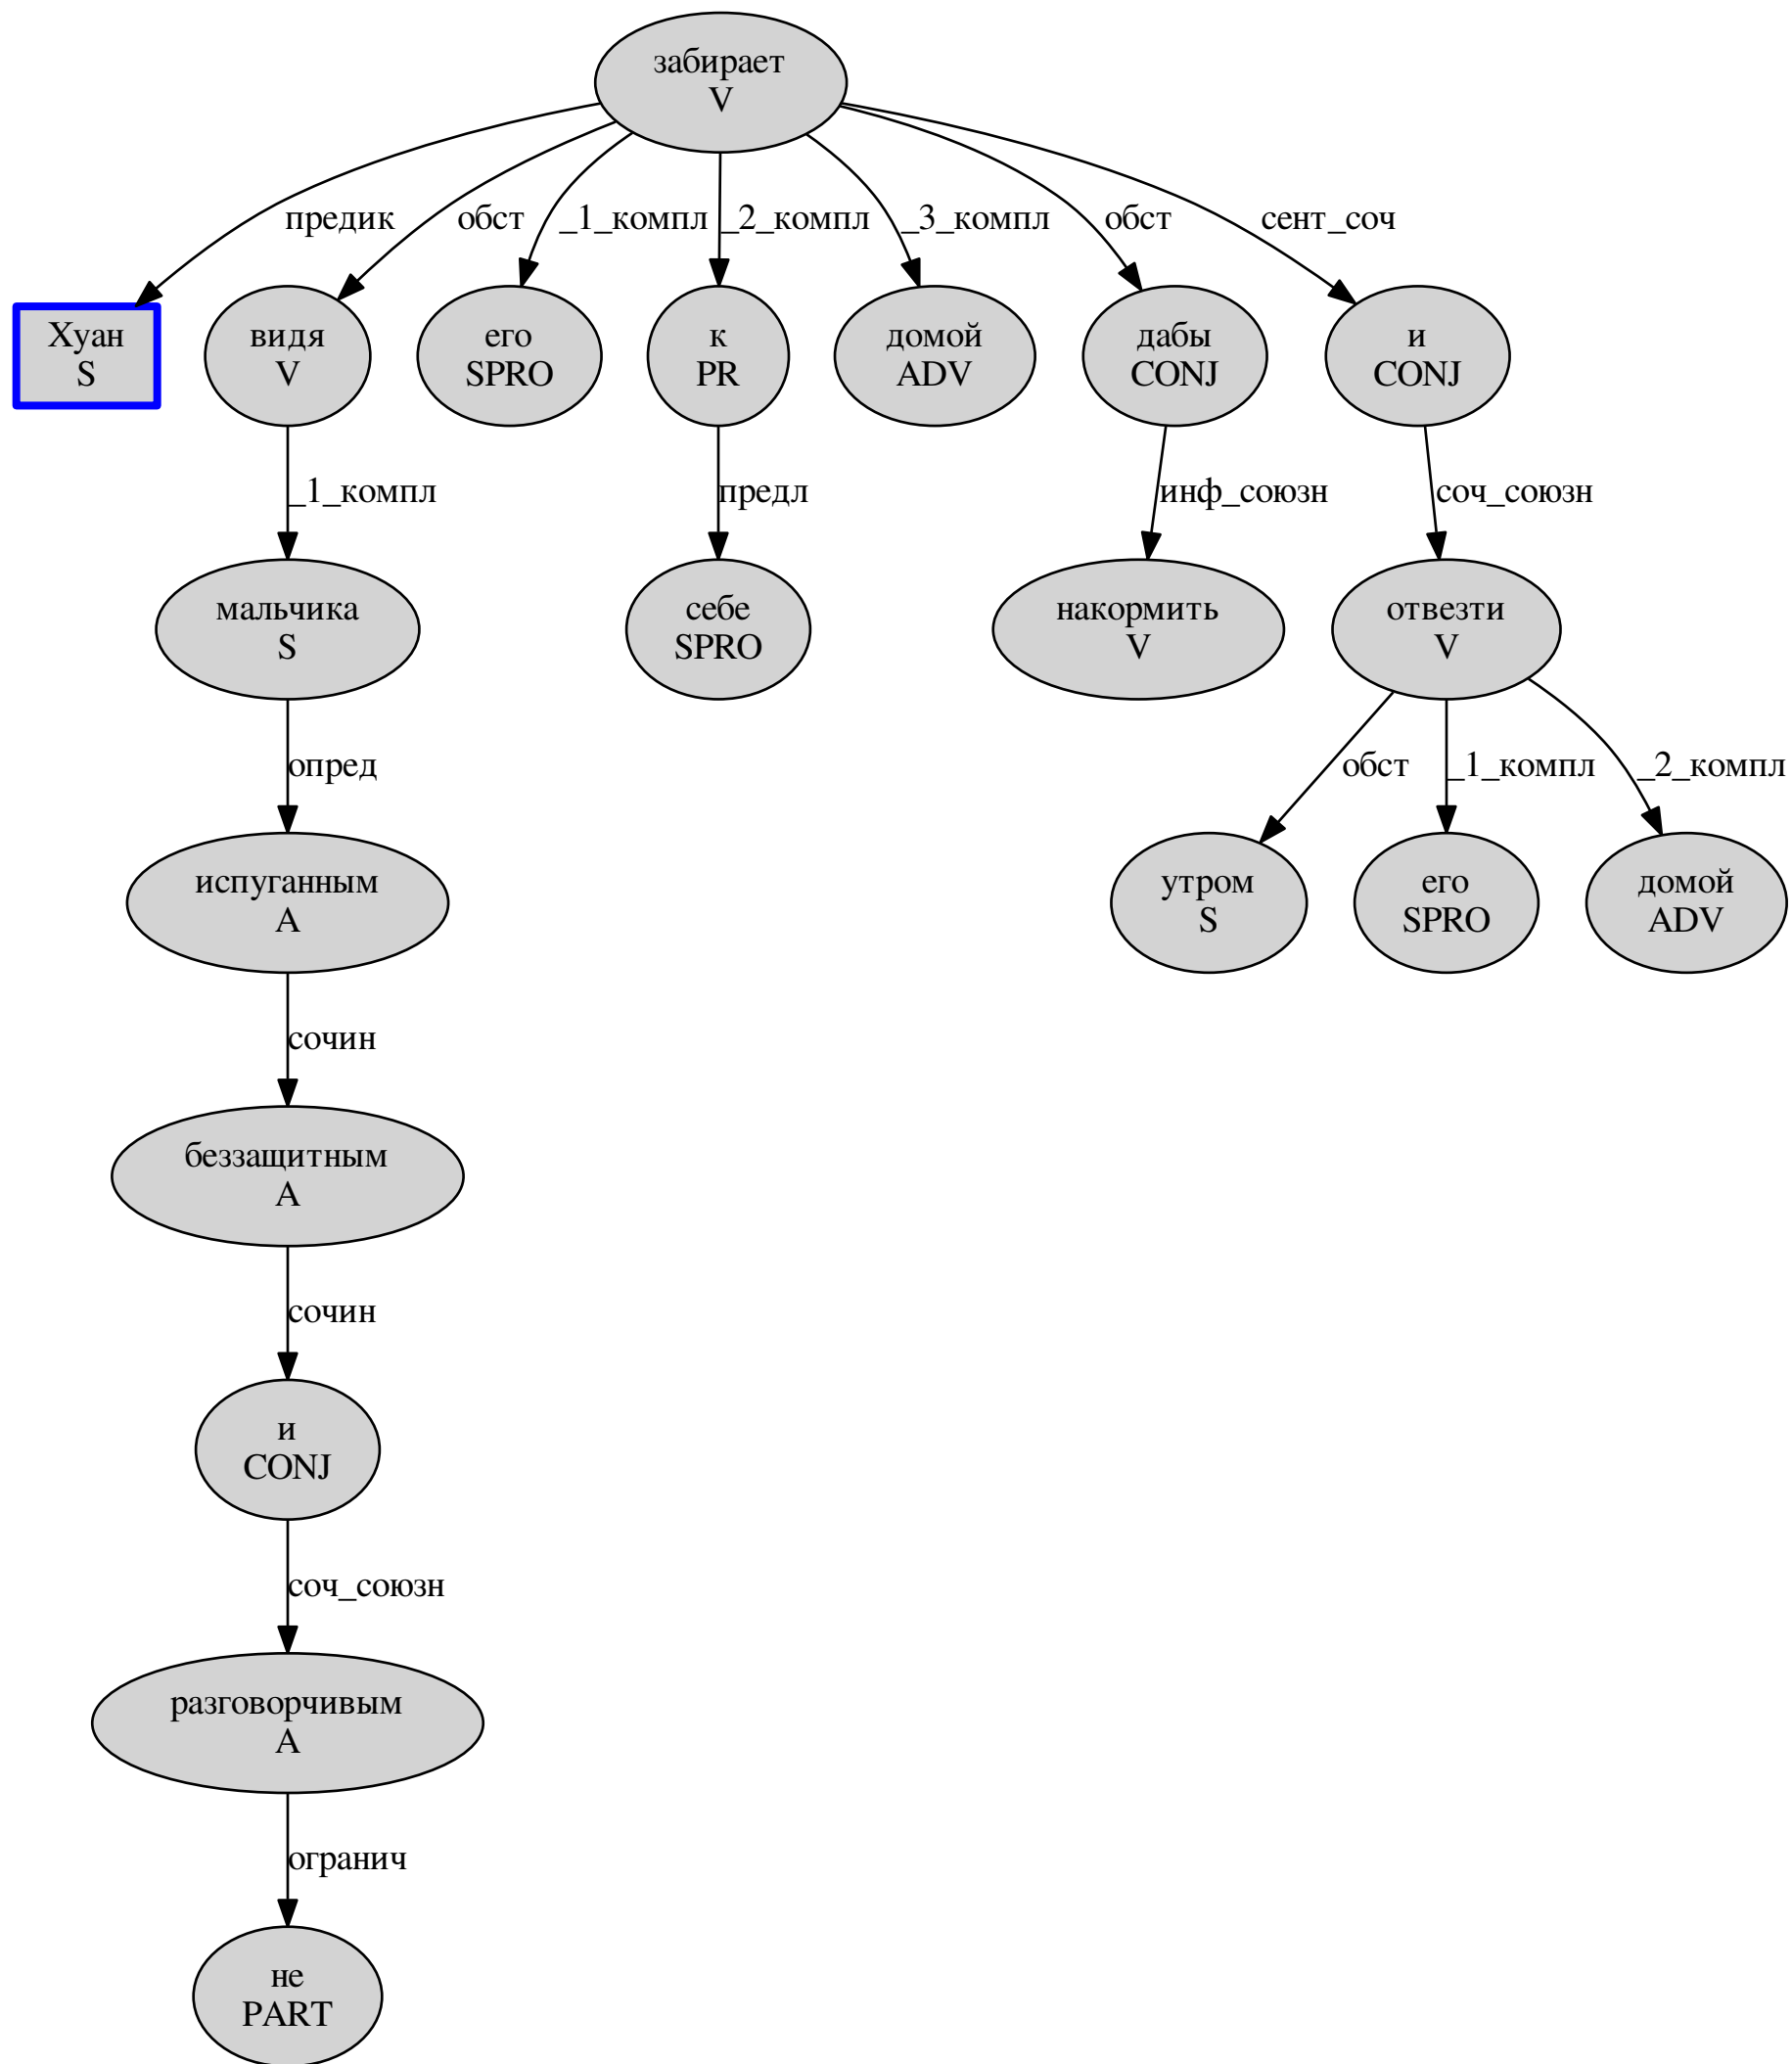 забирает
V
предик
обст
_1_компл
_2_компл
_3_компл
обст
сент_соч
Хуан
S
видя
V
его
SPRO
к
PR
домой
ADV
дабы
CONJ
и
CONJ
_1_компл
предл
инф_союзн
соч_союзн
мальчика
S
себе
SPRO
накормить
V
отвезти
V
опред
обст
_1_компл
_2_компл
испуганным
A
утром
S
его
SPRO
домой
ADV
сочин
беззащитным
A
сочин
и
CONJ
соч_союзн
разговорчивым
A
огранич
не
PART